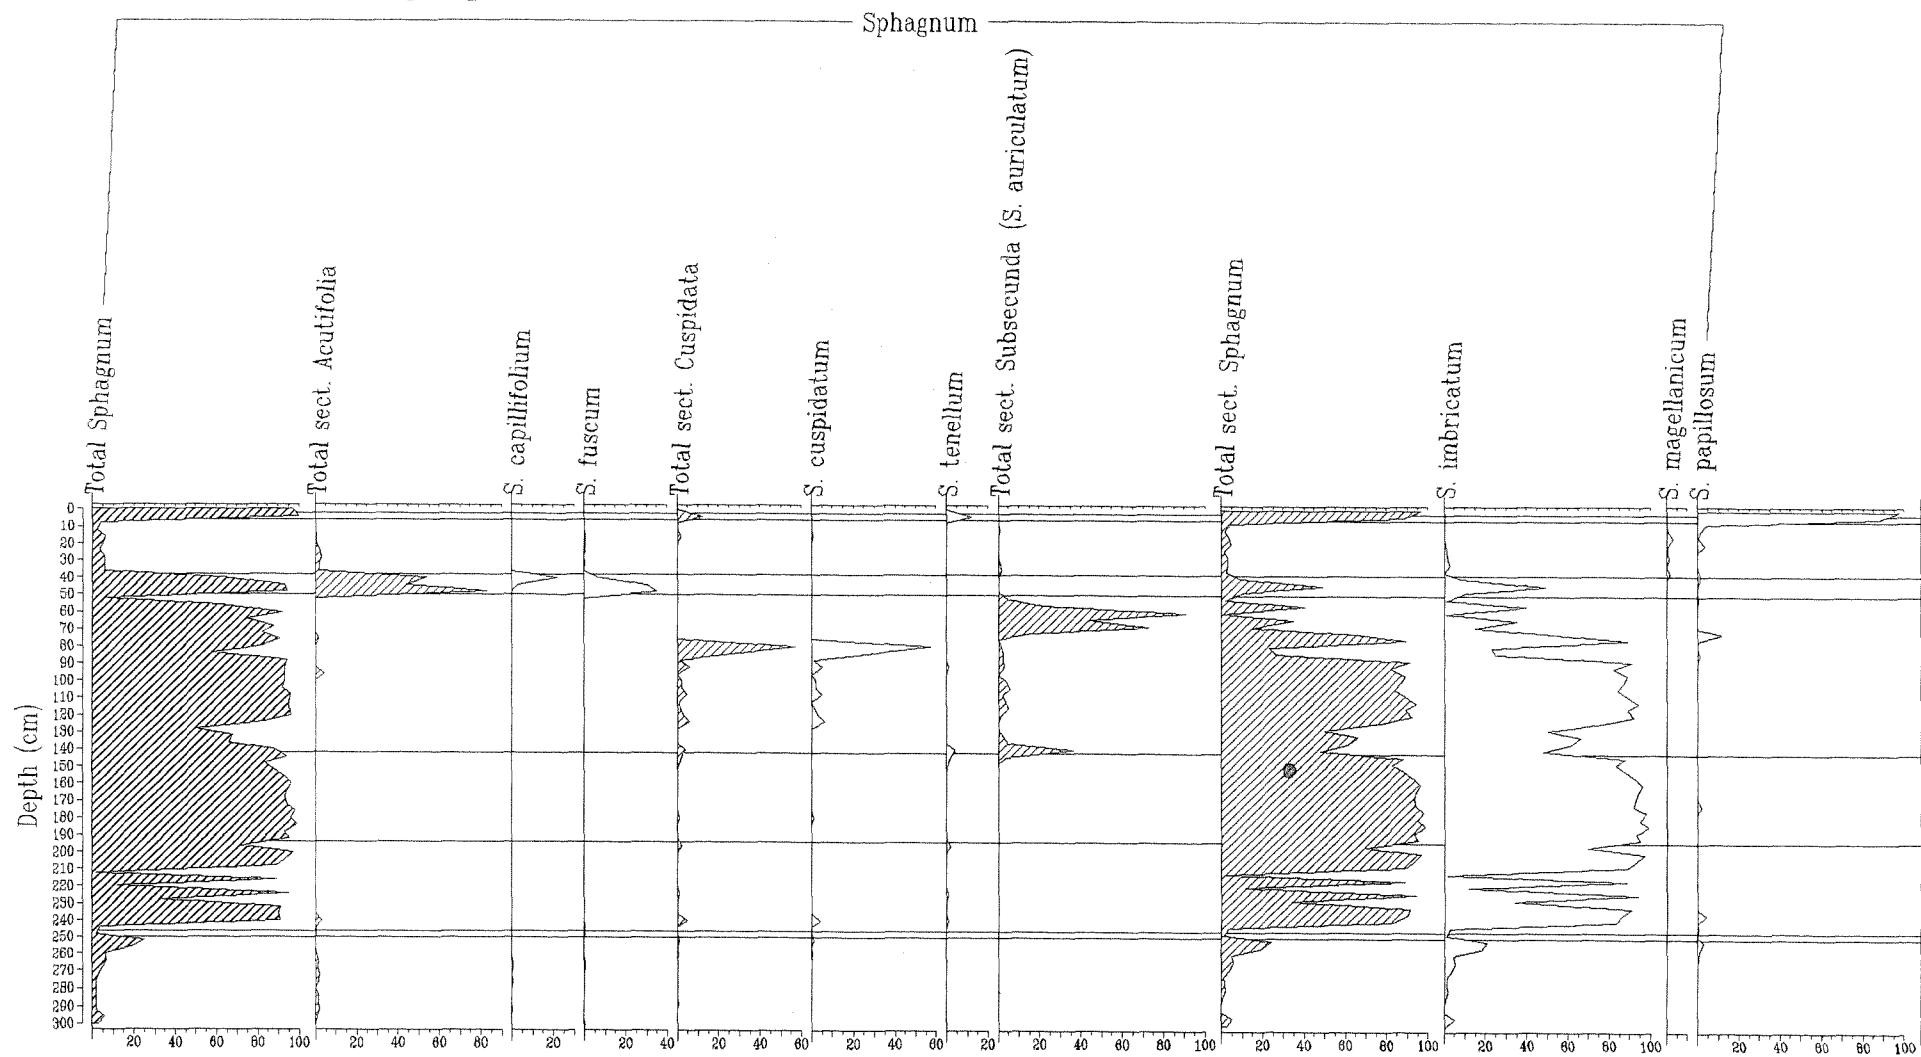 Sphagnum
Total Sphagnum
Total sect. Acutifolia
S. capillifolium
S. fuscum
Total sect. Cuspidata
S. cuspidatum
S. tenellum
Total sect. Subsecunda (S. auriculatum)
Total sect. Sphagnum
S. imbricatum
S. magellanicum
S. papillosum
Depth (cm)
0
10
20
30
40
50
60
70
80
90
100
110
120
130
140
150
160
170
180
190
200
210
220
230
240
250
260
270
280
290
300
20 40 60 80 100
20 40 60 80
20
20 40
20 40 60
20 40 60
20
20 40 60 80 100
20 40 60 80 100
20 40 60 80 100
20 40 60 80 100